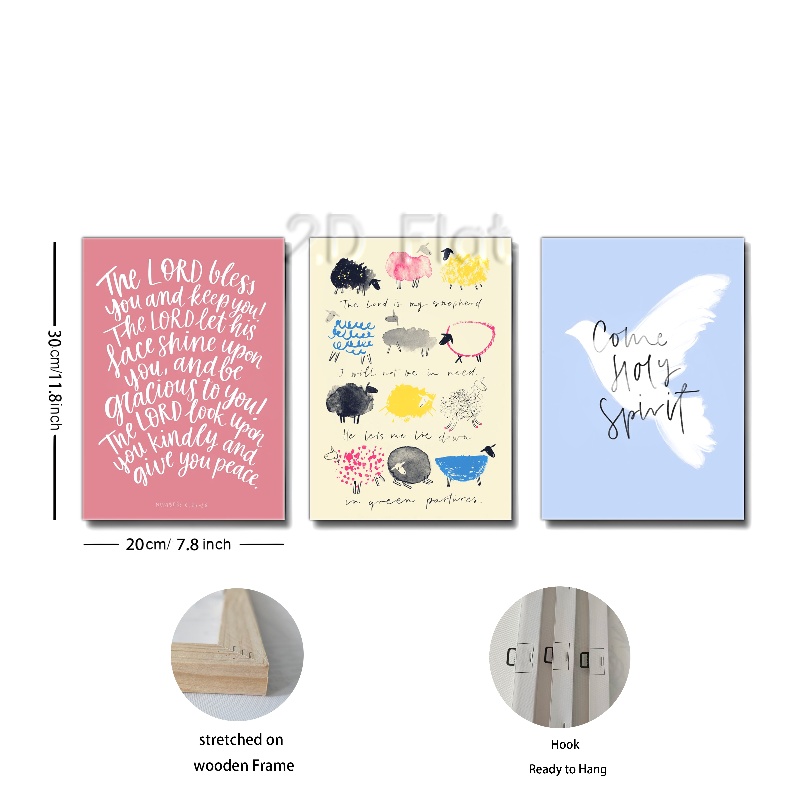 2D Flat
The LORD bless
you and keep you!
The LORD let his
face shine upon
you, and be
gracious to you!
The LORD look upon
you kindly and
give you peace.
The Lord is my shepherd
I will not be in need.
He lets me lie down
in green pastures.
Come
Holy
Spirit
30cm/11.8inch
20cm/ 7.8 inch
stretched on
wooden Frame
Hook
Ready to Hang